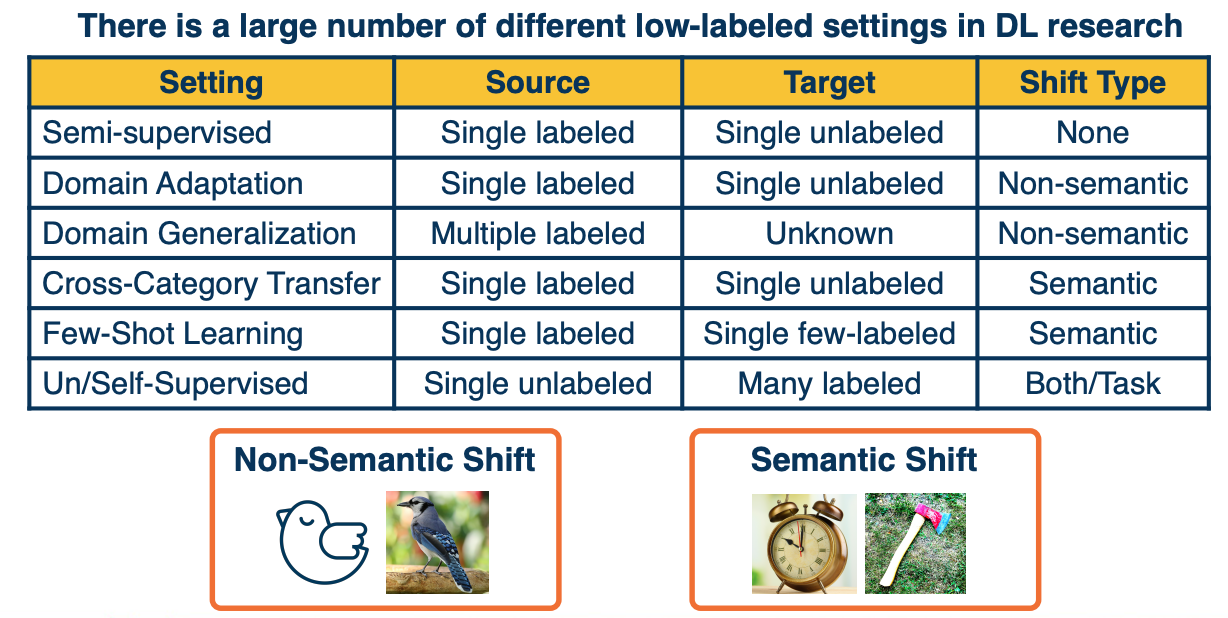 There is a large number of different low-labeled settings in DL research
Setting Source Target Shift Type
Semi-supervised Single labeled Single unlabeled None
Domain Adaptation Single labeled Single unlabeled Non-semantic
Domain Generalization Multiple labeled Unknown Non-semantic
Cross-Category Transfer Single labeled Single unlabeled Semantic
Few-Shot Learning Single labeled Single few-labeled Semantic
Un/Self-Supervised Single unlabeled Many labeled Both/Task
Non-Semantic Shift
Semantic Shift